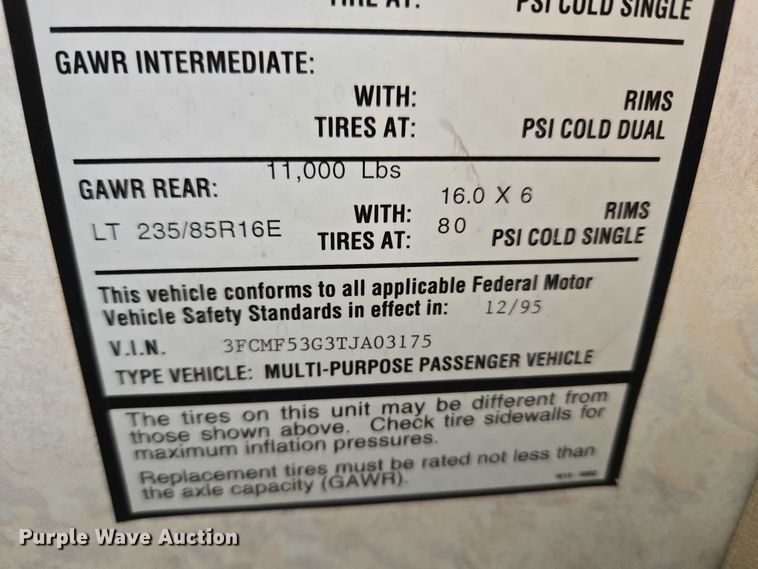 TIRE AT: PSI COLD SINGLE
GAWR INTERMEDIATE:
WITH: RIMS
TIRES AT: PSI COLD DUAL
11,000 Lbs
GAWR REAR:
16.0 X 6
WITH: RIMS
LT 235/85R16E
TIRES AT: 80 PSI COLD SINGLE
This vehicle conforms to all applicable Federal Motor
Vehicle Safety Standards in effect in: 12/95
V.I.N. 3FCMF53G3TJA03175
TYPE VEHICLE: MULTI-PURPOSE PASSENGER VEHICLE
The tires on this unit may be different from
those shown above. Check tire sidewalls for
maximum inflation pressures.
Replacement tires must be rated not less than
the axle capacity (GAWR).
Purple Wave Auction